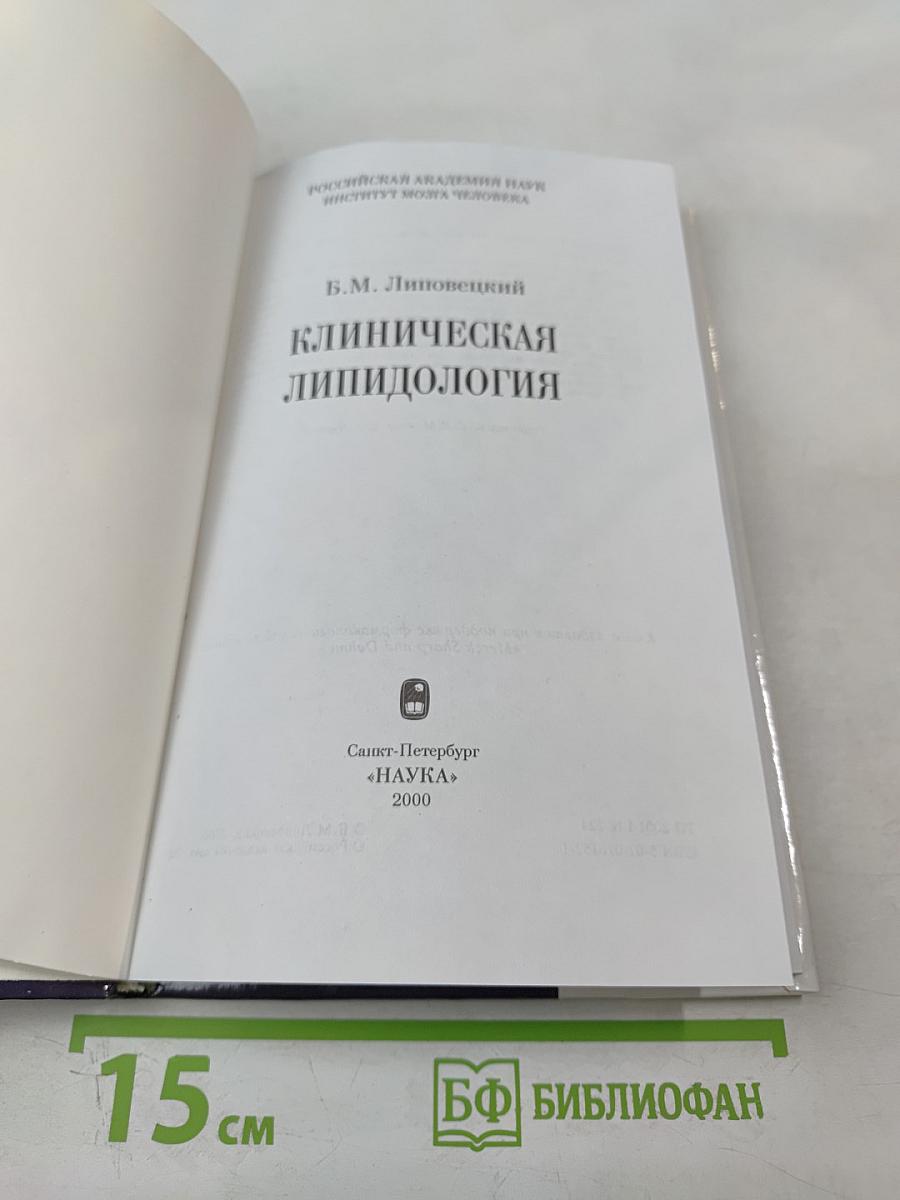 РОССИЙСКАЯ АКАДЕМИЯ НАУК
ИНСТИТУТ МОЗГА ЧЕЛОВЕКА
Б.М. Липовецкий
КЛИНИЧЕСКАЯ
ЛИПИДОЛОГИЯ
Санкт-Петербург
«НАУКА»
2000
15 см
БФ БИБЛИОФАН